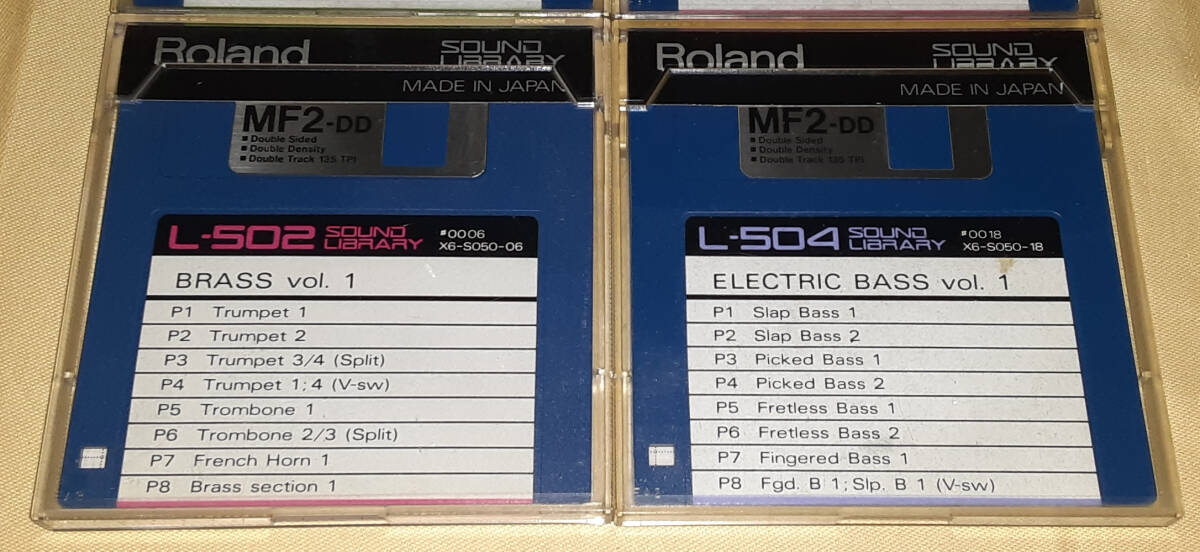 Roland SOUND LIBRARY
MADE IN JAPAN
MF2-DD
■ Double Sided
■ Double Density
■ Double Track 135 TPI
L-502 SOUND LIBRARY #0006 X6-S050-06
BRASS vol. 1
P1 Trumpet 1
P2 Trumpet 2
P3 Trumpet 3/4 (Split)
P4 Trumpet 1;4 (V-sw)
P5 Trombone 1
P6 Trombone 2/3 (Split)
P7 French Horn 1
P8 Brass section 1
Roland SOUND LIBRARY
MADE IN JAPAN
MF2-DD
■ Double Sided
■ Double Density
■ Double Track 135 TPI
L-504 SOUND LIBRARY #0018 X6-S050-18
ELECTRIC BASS vol. 1
P1 Slap Bass 1
P2 Slap Bass 2
P3 Picked Bass 1
P4 Picked Bass 2
P5 Fretless Bass 1
P6 Fretless Bass 2
P7 Fingered Bass 1
P8 Fgd. B 1; Slp. B 1 (V-sw)